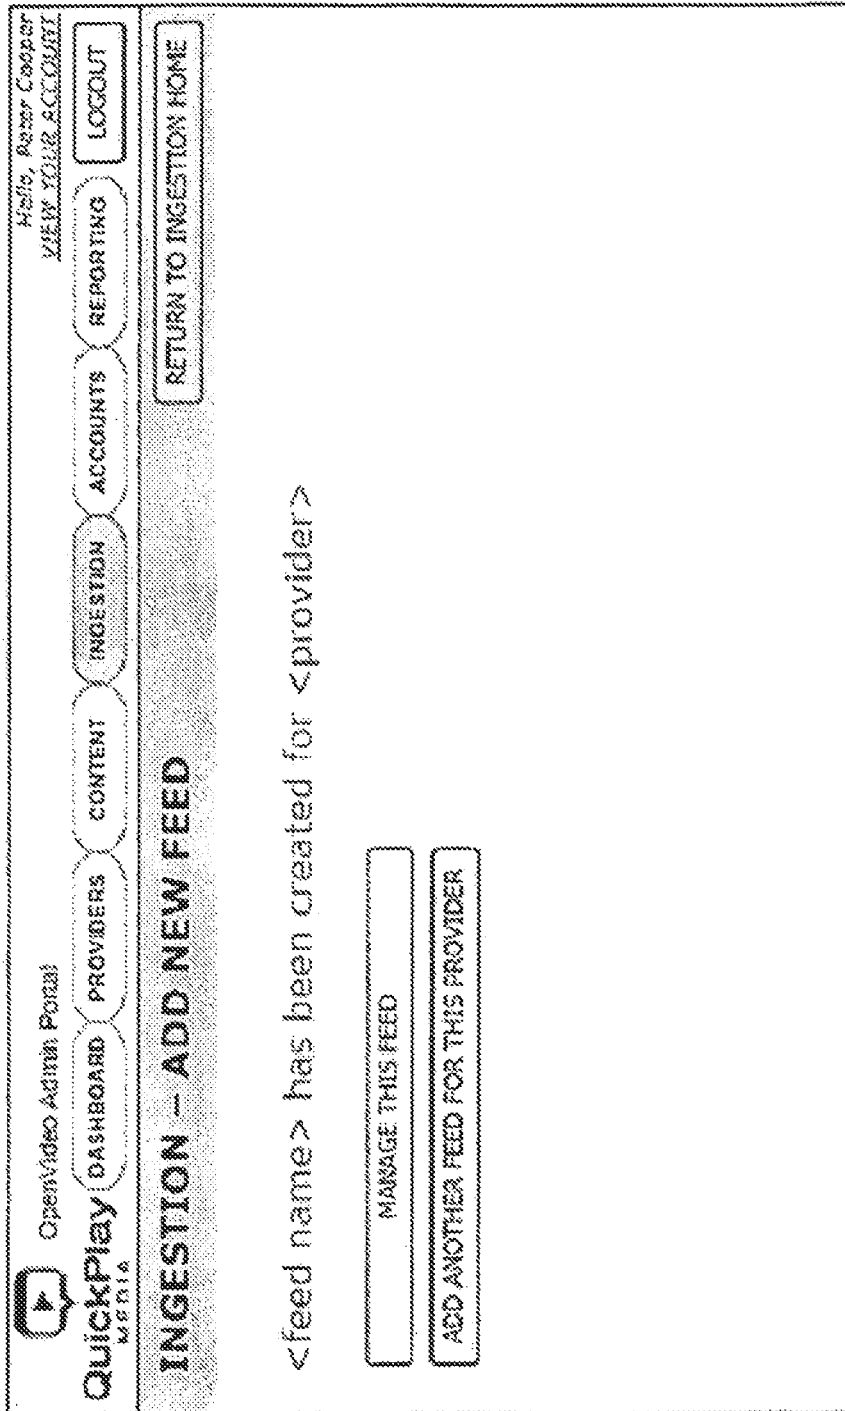 OpenVideo Admin Portal
Hello, Peter Cooper
VIEW YOUR ACCOUNT
QuickPlay
MEDIA
DASHBOARD
PROVIDERS
CONTENT
INGESTION
ACCOUNTS
REPORTING
LOGOUT
INGESTION – ADD NEW FEED
RETURN TO INGESTION HOME
<feed name> has been created for <provider>
MANAGE THIS FEED
ADD ANOTHER FEED FOR THIS PROVIDER